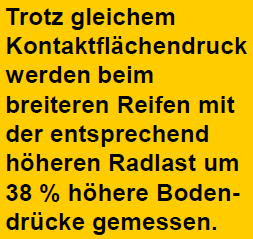 Trotz gleichem
Kontaktflächendruck
werden beim
breiteren Reifen mit
der entsprechend
höheren Radlast um
38 % höhere Boden-
drücke gemessen.